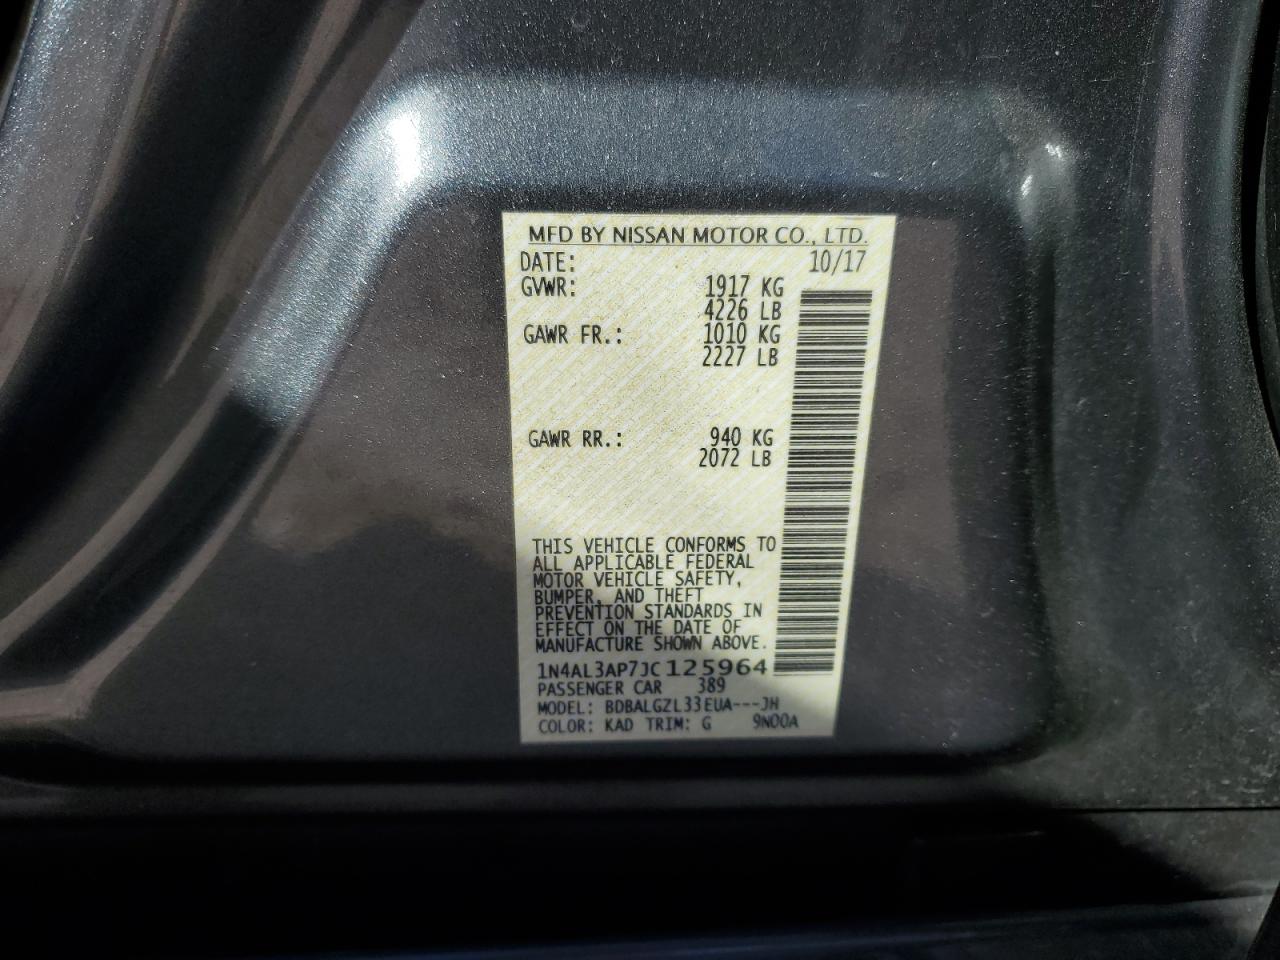 MFD BY NISSAN MOTOR CO., LTD.
DATE: 10/17
GVWR: 1917 KG
4226 LB
GAWR FR.: 1010 KG
2227 LB
GAWR RR.: 940 KG
2072 LB
THIS VEHICLE CONFORMS TO
ALL APPLICABLE FEDERAL
MOTOR VEHICLE SAFETY,
BUMPER, AND THEFT
PREVENTION STANDARDS IN
EFFECT ON THE DATE OF
MANUFACTURE SHOWN ABOVE.
1N4AL3AP7JC125964
PASSENGER CAR 389
MODEL: BDBALGZL33EUA---JH
COLOR: KAD TRIM: G 9N00A